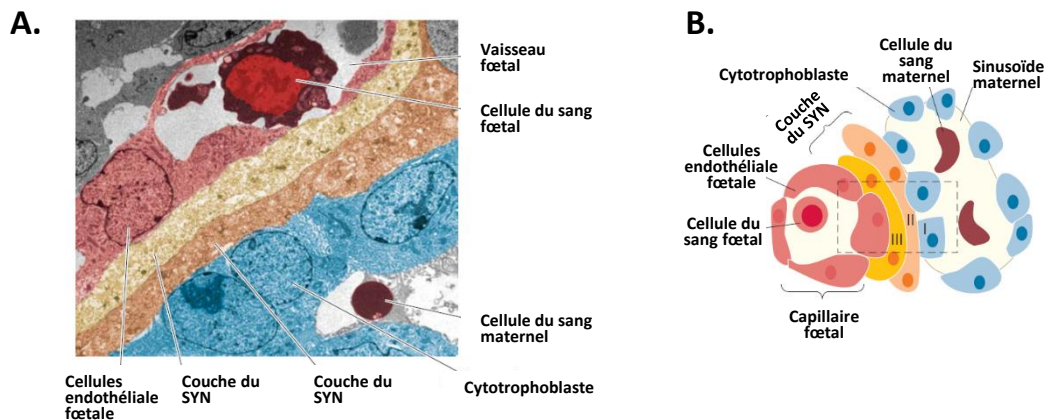 A.
Vaisseau
fœtal
Cellule du sang
fœtal
Cellule du sang
maternel
Cytotrophoblaste
Couche du
SYN
Couche du
SYN
Cellules
endothéliale
fœtale
B.
Cellule du
sang
maternel
Sinusoïde
maternel
Cytotrophoblaste
Couche
du SYN
Cellules
endothéliale
fœtale
Cellule
du sang fœtal
III
II
I
Capillaire
fœtal